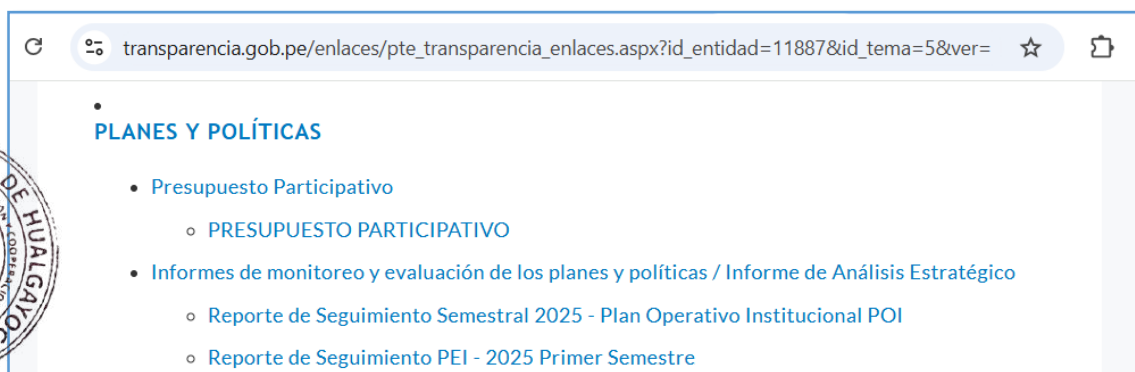 transparencia.gob.pe/enlaces/pte_transparencia_enlaces.aspx?id_entidad=11887&id_tema=5&ver=
PLANES Y POLÍTICAS
Presupuesto Participativo
PRESUPUESTO PARTICIPATIVO
Informes de monitoreo y evaluación de los planes y políticas / Informe de Análisis Estratégico
DE HUALGAYOC
Reporte de Seguimiento Semestral 2025 - Plan Operativo Institucional POI
Reporte de Seguimiento PEI - 2025 Primer Semestre